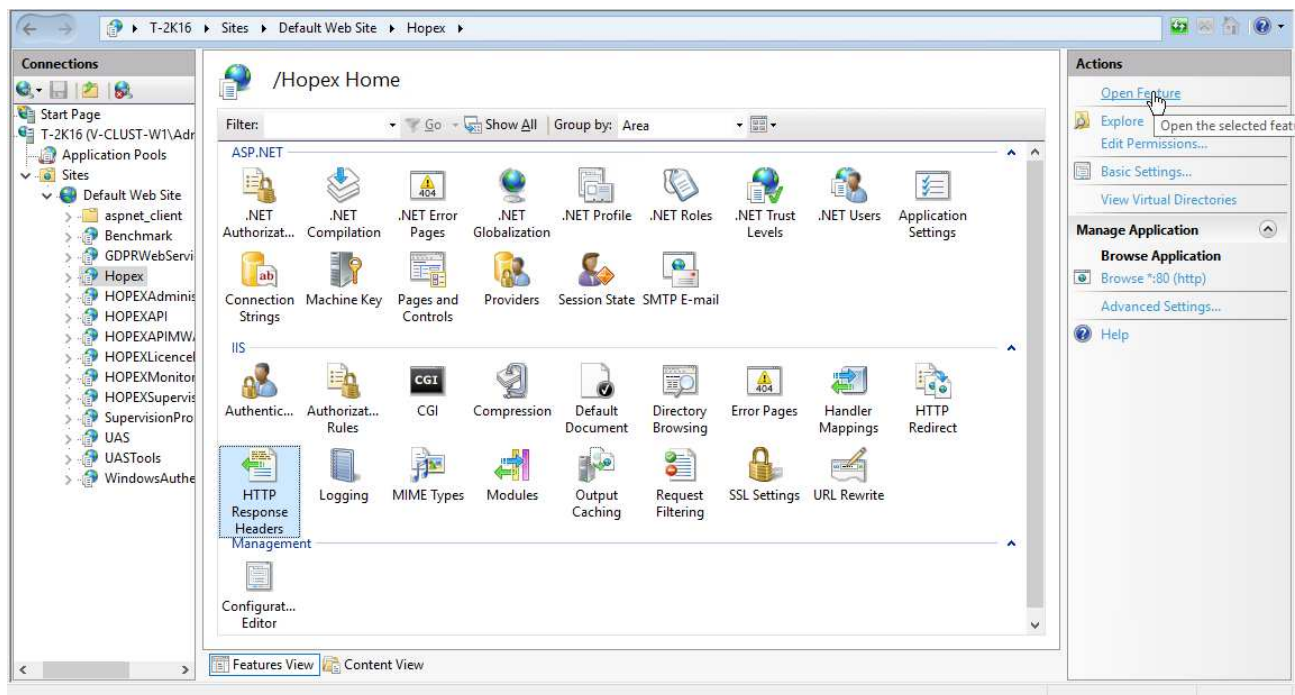 T-2K16 ▸ Sites ▸ Default Web Site ▸ Hopex ▸
Connections
Start Page
T-2K16 (V-CLUST-W1\Adr
Application Pools
Sites
Default Web Site
aspnet_client
Benchmark
GDPRWebServi
Hopex
HOPEXAdminis
HOPEXAPI
HOPEXAPIMW
HOPEXLicencel
HOPEXMonitor
HOPEXSupervis
SupervisionPro
UAS
UASTools
WindowsAuthe
/Hopex Home
Filter: Go Show All Group by: Area
ASP.NET
.NET Authorizat...
.NET Compilation
404
.NET Error Pages
.NET Globalization
.NET Profile
.NET Roles
.NET Trust Levels
.NET Users
Application Settings
ab
Connection Strings
Machine Key
Pages and Controls
Providers
Session State
SMTP E-mail
IIS
Authentic...
Authorizat... Rules
CGI
CGI
Compression
Default Document
Directory Browsing
404
Error Pages
Handler Mappings
HTTP Redirect
HTTP Response Headers
Logging
MIME Types
Modules
Output Caching
Request Filtering
SSL Settings
URL Rewrite
Management
Configurat... Editor
Features View Content View
Actions
Open Feature
Explore
Open the selected feat
Edit Permissions...
Basic Settings...
View Virtual Directories
Manage Application
Browse Application
Browse *:80 (http)
Advanced Settings...
Help